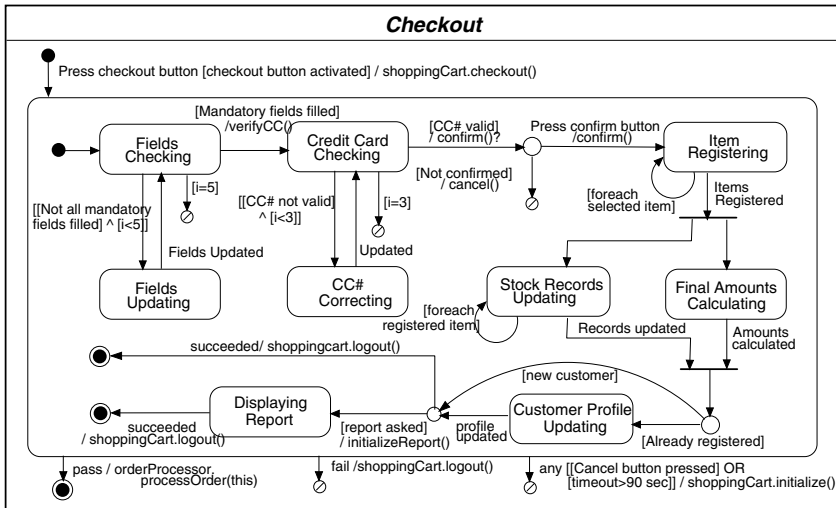 Checkout
Press checkout button [checkout button activated] / shoppingCart.checkout()
[Mandatory fields filled]
/verifyCC()
[CC# valid]
/ confirm()?
Press confirm button
/confirm()
Fields
Checking
Credit Card
Checking
Item
Registering
[i=5]
[[Not all mandatory
fields filled] ^ [i<5]]
[[CC# not valid]
^ [i<3]]
[i=3]
[Not confirmed]
/ cancel()
[foreach
selected item]
Items
Registered
Fields Updated
Updated
Fields
Updating
CC#
Correcting
Stock Records
Updating
Final Amounts
Calculating
[foreach
registered item]
Records updated
Amounts
calculated
succeeded/ shoppingcart.logout()
[new customer]
Displaying
Report
succeeded
/ shoppingCart.logout()
[report asked]
/ initializeReport()
profile
updated
Customer Profile
Updating
[Already registered]
pass / orderProcessor.
processOrder(this)
fail /shoppingCart.logout()
any [[Cancel button pressed] OR
[timeout>90 sec]] / shoppingCart.initialize()